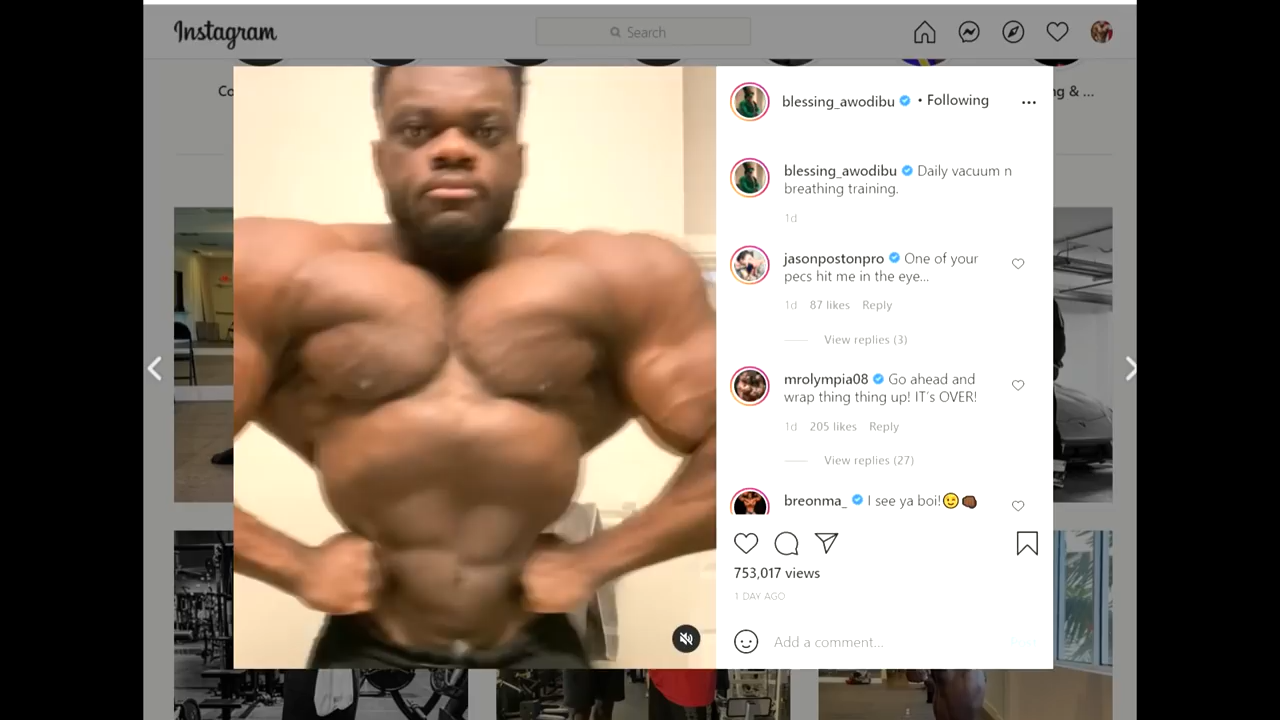 Instagram
Search
Co
ng & ...
blessing_awodibu • Following
blessing_awodibu Daily vacuum n
breathing training.
1d
jasonpostonpro One of your
pecs hit me in the eye...
1d 87 likes Reply
View replies (3)
mrolympia08 Go ahead and
wrap thing thing up! IT's OVER!
1d 205 likes Reply
View replies (27)
breonma_ I see ya boi!😉👊🏿
753,017 views
1 DAY AGO
Add a comment...